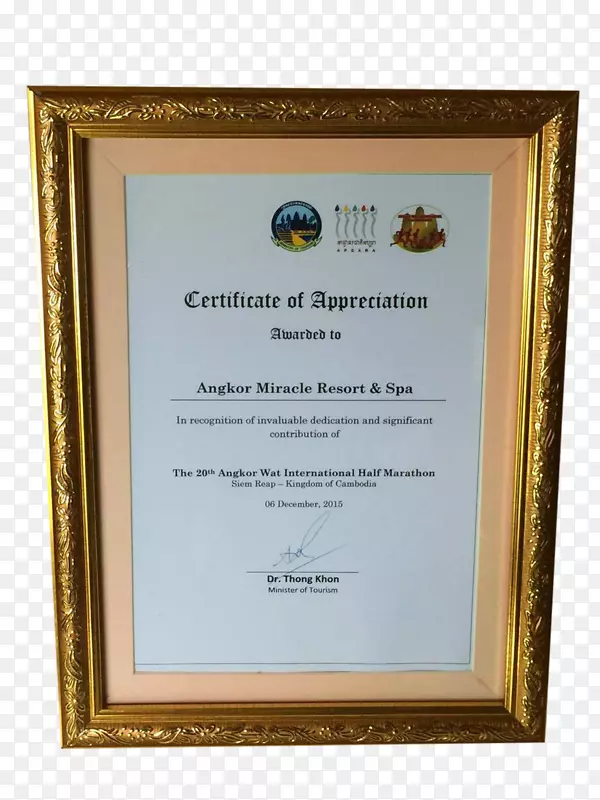 APSARA
Certificate of Appreciation
Awarded to
Angkor Miracle Resort & Spa
In recognition of invaluable dedication and significant
contribution of
The 20th Angkor Wat International Half Marathon
Siem Reap – Kingdom of Cambodia
06 December, 2015
Dr. Thong Khon
Minister of Tourism